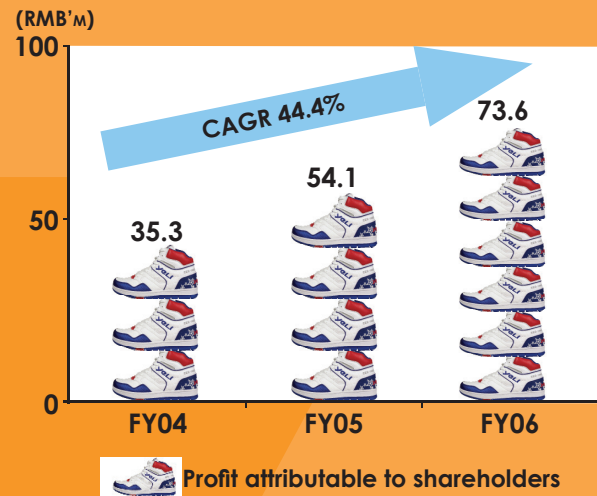 (RMB'M)
100
CAGR 44.4%
73.6
54.1
50
35.3
YELI
0
FY04
FY05
FY06
Profit attributable to shareholders